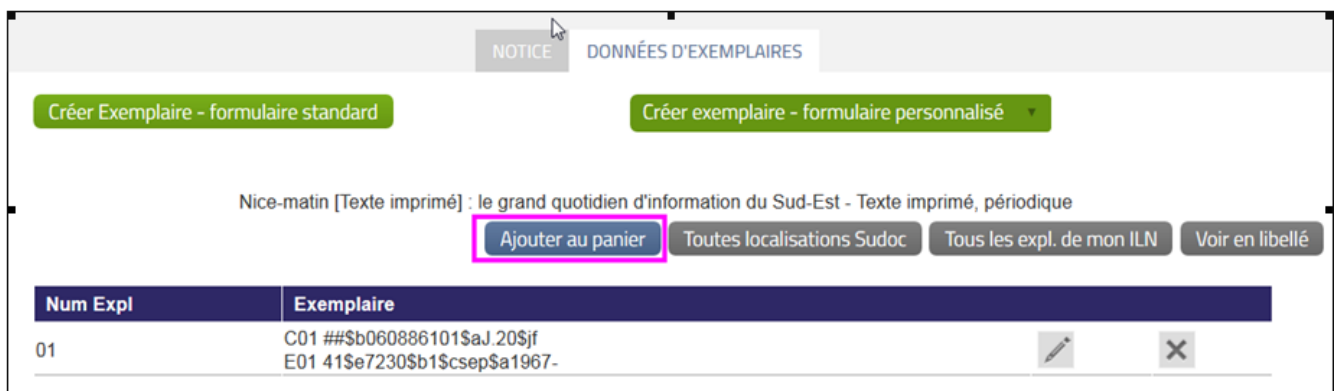 NOTICE DONNÉES D'EXEMPLAIRES
Créer Exemplaire - formulaire standard Créer exemplaire - formulaire personnalisé
Nice-matin [Texte imprimé] : le grand quotidien d'information du Sud-Est - Texte imprimé, périodique
Ajouter au panier Toutes localisations Sudoc Tous les expl. de mon ILN Voir en libellé
Num Expl Exemplaire
01 C01 ##$b060886101$aJ.20$jf
E01 41$e7230$b1$csep$a1967-